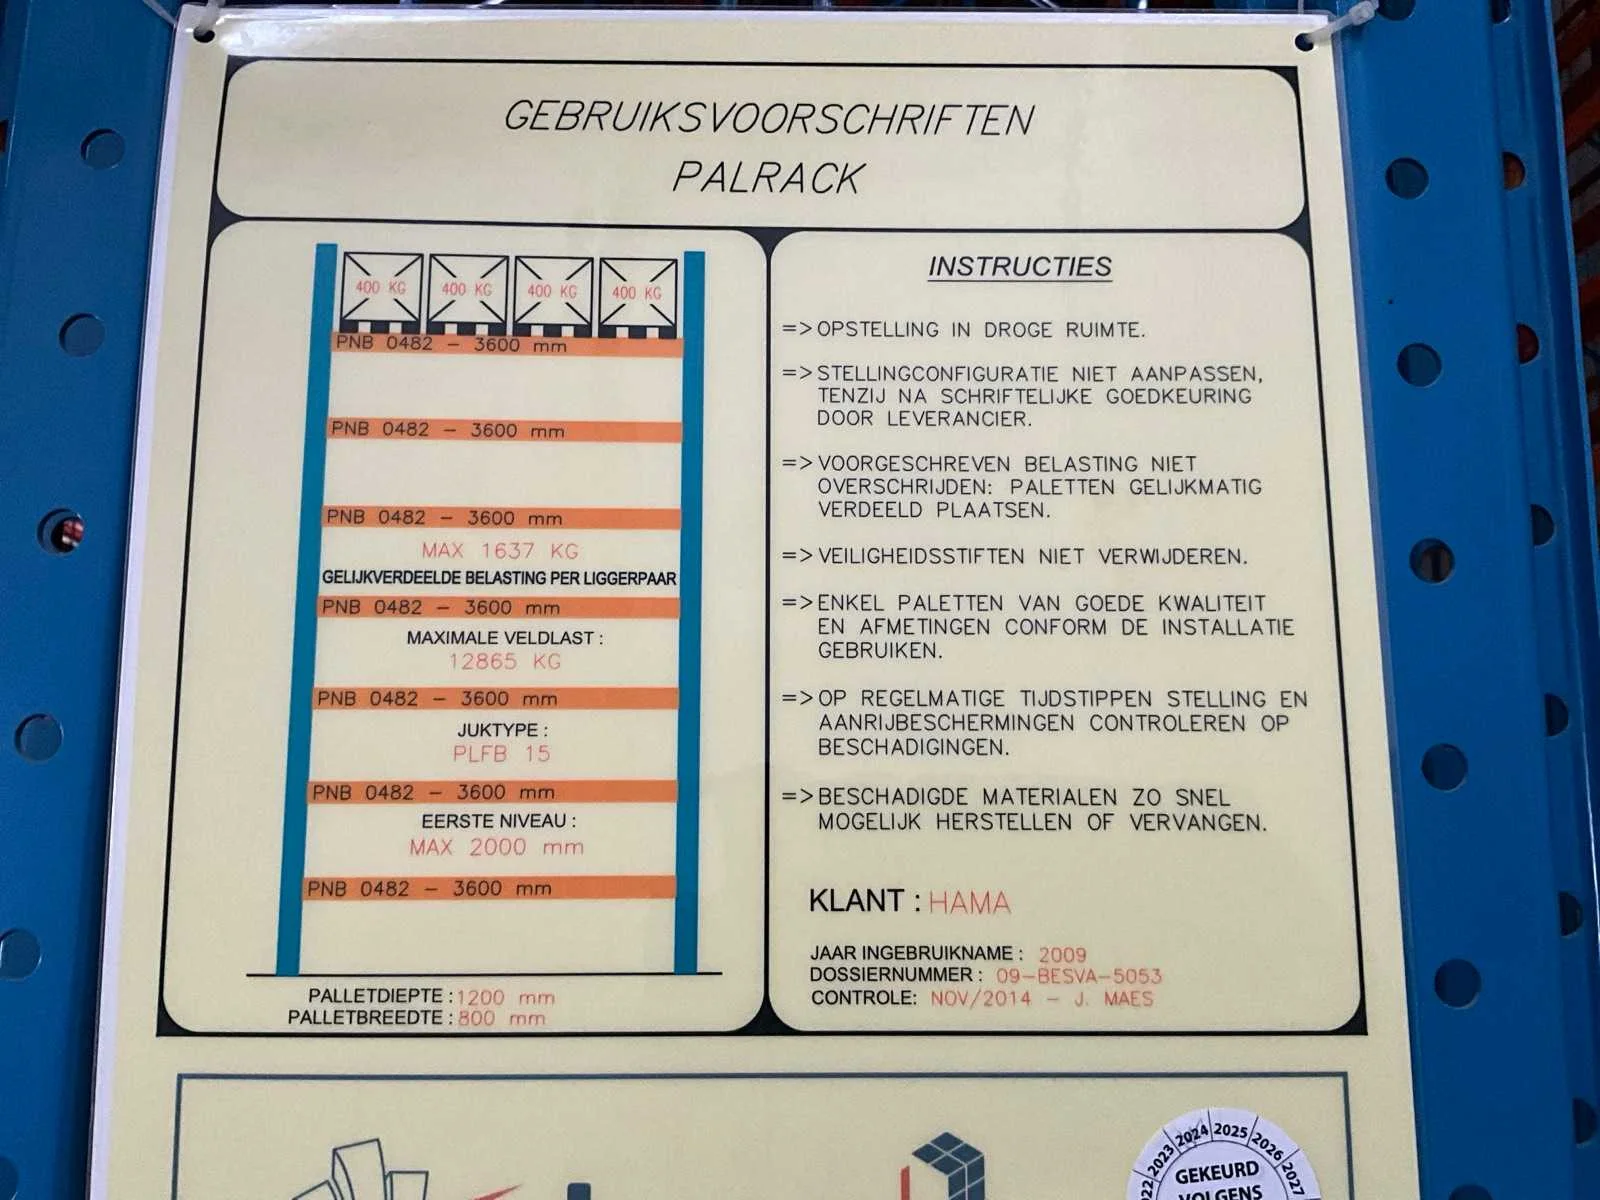 GEBRUIKSVOORSCHRIFTEN
PALRACK
400 KG
400 KG
400 KG
400 KG
PNB 0482 - 3600 mm
PNB 0482 - 3600 mm
PNB 0482 - 3600 mm
MAX 1637 KG
GELIJKVERDEELDE BELASTING PER LIGGERPAAR
PNB 0482 - 3600 mm
MAXIMALE VELDLAST :
12865 KG
PNB 0482 - 3600 mm
JUKTYPE :
PLFB 15
PNB 0482 - 3600 mm
EERSTE NIVEAU :
MAX 2000 mm
PNB 0482 - 3600 mm
PALLETDIEPTE : 1200 mm
PALLETBREEDTE : 800 mm
INSTRUCTIES
=> OPSTELLING IN DROGE RUIMTE.
=> STELLINGCONFIGURATIE NIET AANPASSEN,
TENZIJ NA SCHRIFTELIJKE GOEDKEURING
DOOR LEVERANCIER.
=> VOORGESCHREVEN BELASTING NIET
OVERSCHRIJDEN: PALETTEN GELIJKMATIG
VERDEELD PLAATSEN.
=> VEILIGHEIDSSTIFTEN NIET VERWIJDEREN.
=> ENKEL PALETTEN VAN GOEDE KWALITEIT
EN AFMETINGEN CONFORM DE INSTALLATIE
GEBRUIKEN.
=> OP REGELMATIGE TIJDSTIPPEN STELLING EN
AANRIJBESCHERMINGEN CONTROLEREN OP
BESCHADIGINGEN.
=> BESCHADIGDE MATERIALEN ZO SNEL
MOGELIJK HERSTELLEN OF VERVANGEN.
KLANT : HAMA
JAAR INGEBRUIKNAME : 2009
DOSSIERNUMMER : 09-BESVA-5053
CONTROLE: NOV/2014 - J. MAES
2023 2024 2025 2026 2027
GEKEURD
VOLGENS